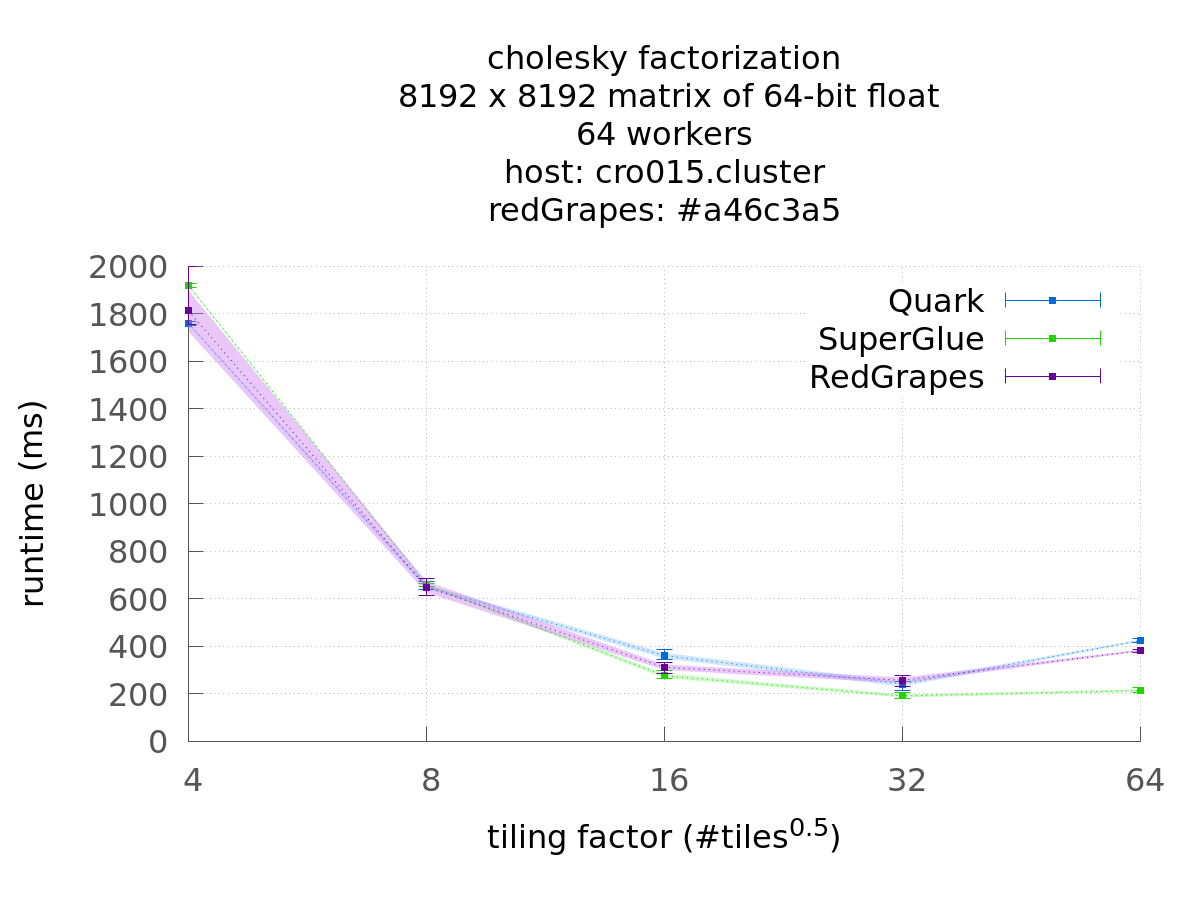 cholesky factorization
8192 x 8192 matrix of 64-bit float
64 workers
host: cro015.cluster
redGrapes: #a46c3a5
Quark
SuperGlue
RedGrapes
runtime (ms)
2000
1800
1600
1400
1200
1000
800
600
400
200
0
4 8 16 32 64
tiling factor (#tiles^0.5)